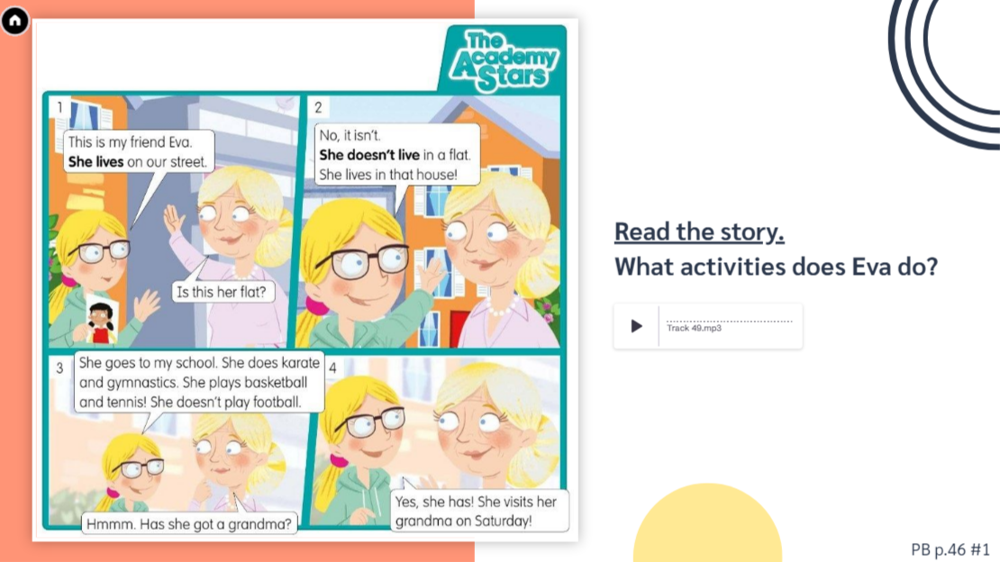 The
Academy
Stars
1
This is my friend Eva.
She lives on our street.
Is this her flat?
2
No, it isn't.
She doesn't live in a flat.
She lives in that house!
3
She goes to my school. She does karate
and gymnastics. She plays basketball
and tennis! She doesn't play football.
Hmmm. Has she got a grandma?
4
Yes, she has! She visits her
grandma on Saturday!
Read the story.
What activities does Eva do?
Track 49.mp3
PB p.46 #1